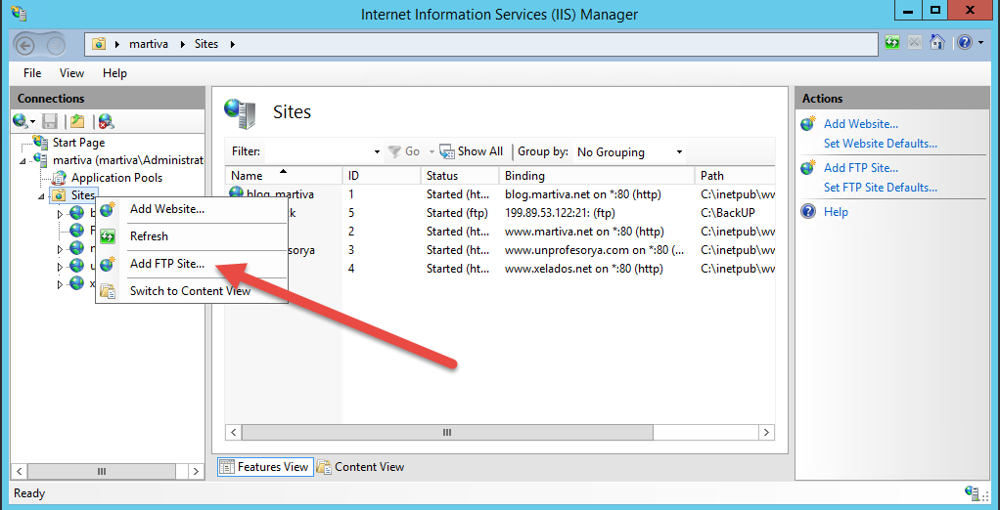 Internet Information Services (IIS) Manager
martiva Sites
File View Help
Connections
Start Page
martiva (martiva\Administrat
Application Pools
Sites
b
F
n
u
x
Add Website...
Refresh
Add FTP Site...
Switch to Content View
Sites
Filter: Go Show All Group by: No Grouping
Name ID Status Binding Path
blog_martiva 1 Started (ht... blog.martiva.net on *:80 (http) C:\inetpub\wv
5 Started (ftp) 199.89.53.122:21: (ftp) C:\BackUP
2 Started (ht... www.martiva.net on *:80 (http) C:\inetpub\wv
esorya 3 Started (ht... www.unprofesorya.com on *:80 (... C:\inetpub\wv
4 Started (ht... www.xelados.net on *:80 (http) C:\inetpub\wv
Features View Content View
Actions
Add Website...
Set Website Defaults...
Add FTP Site...
Set FTP Site Defaults...
Help
Ready